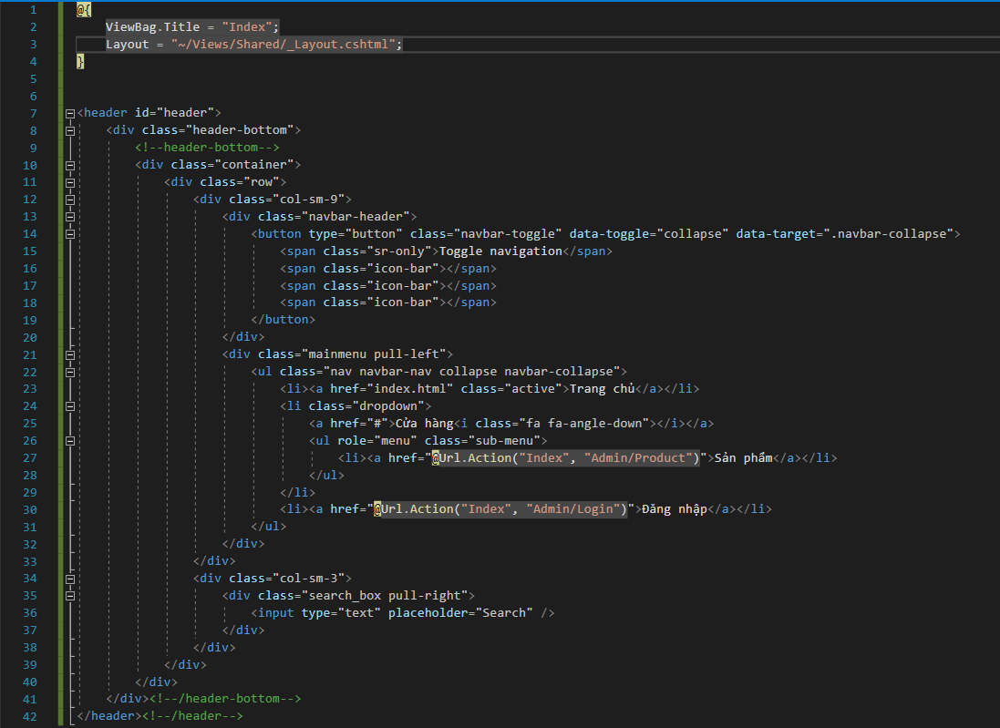 1 @{
2 ViewBag.Title = "Index";
3 Layout = "~/Views/Shared/_Layout.cshtml";
4 }
5
6
7 <header id="header">
8 <div class="header-bottom">
9 <!--header-bottom-->
10 <div class="container">
11 <div class="row">
12 <div class="col-sm-9">
13 <div class="navbar-header">
14 <button type="button" class="navbar-toggle" data-toggle="collapse" data-target=".navbar-collapse">
15 <span class="sr-only">Toggle navigation</span>
16 <span class="icon-bar"></span>
17 <span class="icon-bar"></span>
18 <span class="icon-bar"></span>
19 </button>
20 </div>
21 <div class="mainmenu pull-left">
22 <ul class="nav navbar-nav collapse navbar-collapse">
23 <li><a href="index.html" class="active">Trang chủ</a></li>
24 <li class="dropdown">
25 <a href="#">Cửa hàng<i class="fa fa-angle-down"></i></a>
26 <ul role="menu" class="sub-menu">
27 <li><a href="@Url.Action("Index", "Admin/Product")">Sản phẩm</a></li>
28 </ul>
29 </li>
30 <li><a href="@Url.Action("Index", "Admin/Login")">Đăng nhập</a></li>
31 </ul>
32 </div>
33 </div>
34 <div class="col-sm-3">
35 <div class="search_box pull-right">
36 <input type="text" placeholder="Search" />
37 </div>
38 </div>
39 </div>
40 </div>
41 </div><!--/header-bottom-->
42 </header><!--/header-->